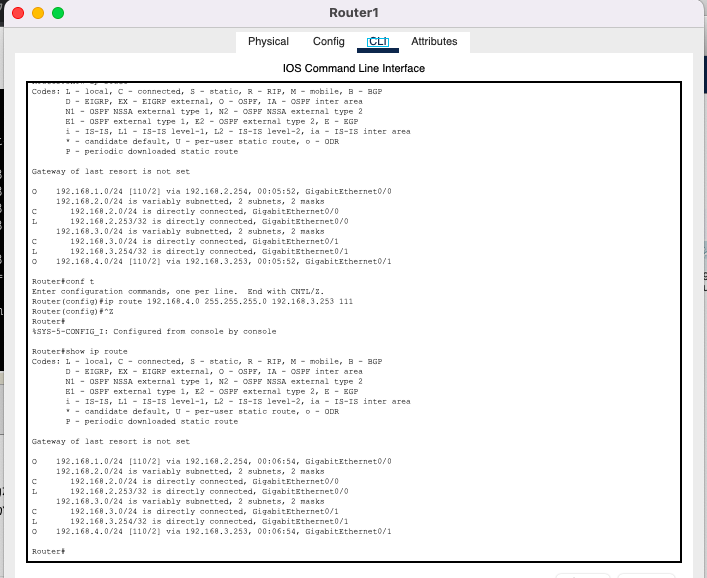 Router1
Physical Config CLI Attributes
IOS Command Line Interface
Codes: L - local, C - connected, S - static, R - RIP, M - mobile, B - BGP
D - EIGRP, EX - EIGRP external, O - OSPF, IA - OSPF inter area
N1 - OSPF NSSA external type 1, N2 - OSPF NSSA external type 2
E1 - OSPF external type 1, E2 - OSPF external type 2, E - EGP
i - IS-IS, L1 - IS-IS level-1, L2 - IS-IS level-2, ia - IS-IS inter area
* - candidate default, U - per-user static route, o - ODR
P - periodic downloaded static route
Gateway of last resort is not set
O 192.168.1.0/24 [110/2] via 192.168.2.254, 00:05:52, GigabitEthernet0/0
192.168.2.0/24 is variably subnetted, 2 subnets, 2 masks
C 192.168.2.0/24 is directly connected, GigabitEthernet0/0
L 192.168.2.253/32 is directly connected, GigabitEthernet0/0
192.168.3.0/24 is variably subnetted, 2 subnets, 2 masks
C 192.168.3.0/24 is directly connected, GigabitEthernet0/1
L 192.168.3.254/32 is directly connected, GigabitEthernet0/1
O 192.168.4.0/24 [110/2] via 192.168.3.253, 00:05:52, GigabitEthernet0/1
Router#conf t
Enter configuration commands, one per line. End with CNTL/Z.
Router(config)#ip route 192.168.4.0 255.255.255.0 192.168.3.253 111
Router(config)#^Z
Router#
%SYS-5-CONFIG_I: Configured from console by console
Router#show ip route
Codes: L - local, C - connected, S - static, R - RIP, M - mobile, B - BGP
D - EIGRP, EX - EIGRP external, O - OSPF, IA - OSPF inter area
N1 - OSPF NSSA external type 1, N2 - OSPF NSSA external type 2
E1 - OSPF external type 1, E2 - OSPF external type 2, E - EGP
i - IS-IS, L1 - IS-IS level-1, L2 - IS-IS level-2, ia - IS-IS inter area
* - candidate default, U - per-user static route, o - ODR
P - periodic downloaded static route
Gateway of last resort is not set
O 192.168.1.0/24 [110/2] via 192.168.2.254, 00:06:54, GigabitEthernet0/0
192.168.2.0/24 is variably subnetted, 2 subnets, 2 masks
C 192.168.2.0/24 is directly connected, GigabitEthernet0/0
L 192.168.2.253/32 is directly connected, GigabitEthernet0/0
192.168.3.0/24 is variably subnetted, 2 subnets, 2 masks
C 192.168.3.0/24 is directly connected, GigabitEthernet0/1
L 192.168.3.254/32 is directly connected, GigabitEthernet0/1
O 192.168.4.0/24 [110/2] via 192.168.3.253, 00:06:54, GigabitEthernet0/1
Router#